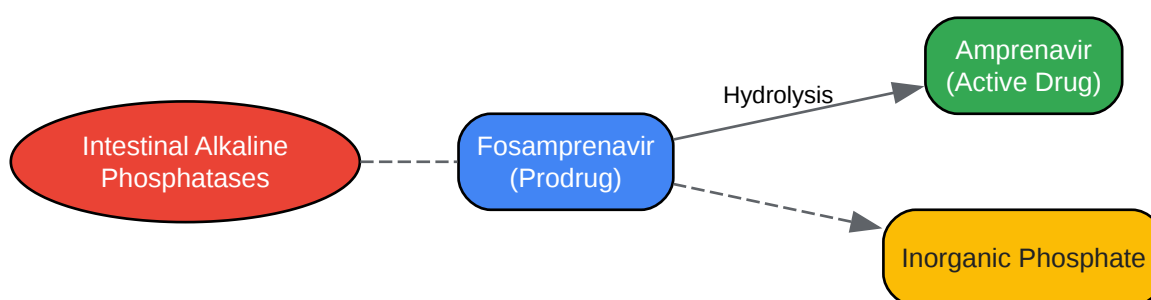 Intestinal Alkaline
Phosphatases
Fosamprenavir
(Prodrug)
Hydrolysis
Amprenavir
(Active Drug)
Inorganic Phosphate